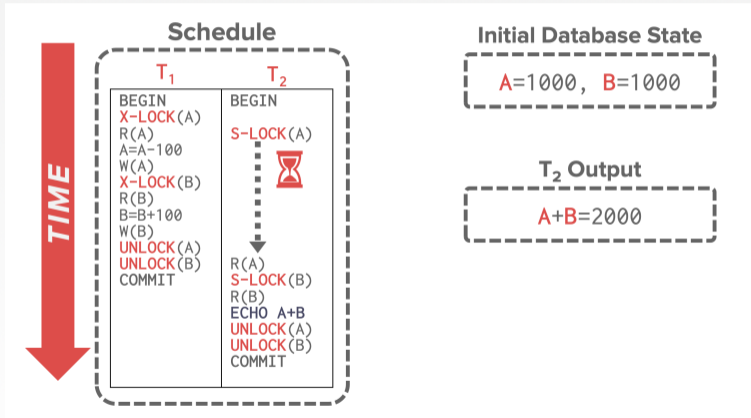 Schedule
T₁ T₂
BEGIN BEGIN
X-LOCK(A)
R(A) S-LOCK(A)
A=A-100
W(A)
X-LOCK(B)
R(B)
B=B+100
W(B)
UNLOCK(A)
UNLOCK(B) R(A)
COMMIT S-LOCK(B)
R(B)
ECHO A+B
UNLOCK(A)
UNLOCK(B)
COMMIT
TIME
Initial Database State
A=1000, B=1000
T₂ Output
A+B=2000